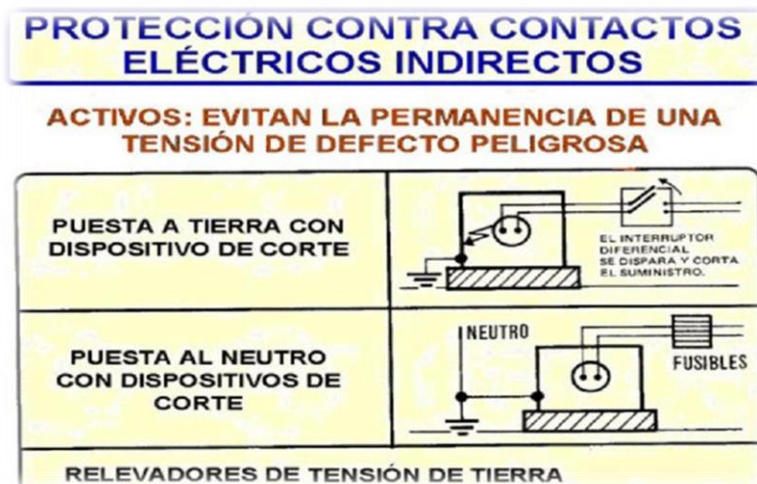 PROTECCIÓN CONTRA CONTACTOS
ELÉCTRICOS INDIRECTOS
ACTIVOS: EVITAN LA PERMANENCIA DE UNA
TENSIÓN DE DEFECTO PELIGROSA
PUESTA A TIERRA CON
DISPOSITIVO DE CORTE
EL INTERRUPTOR
DIFERENCIAL
SE DISPARA Y CORTA
EL SUMINISTRO.
PUESTA AL NEUTRO
CON DISPOSITIVOS DE
CORTE
NEUTRO
FUSIBLES
RELEVADORES DE TENSIÓN DE TIERRA